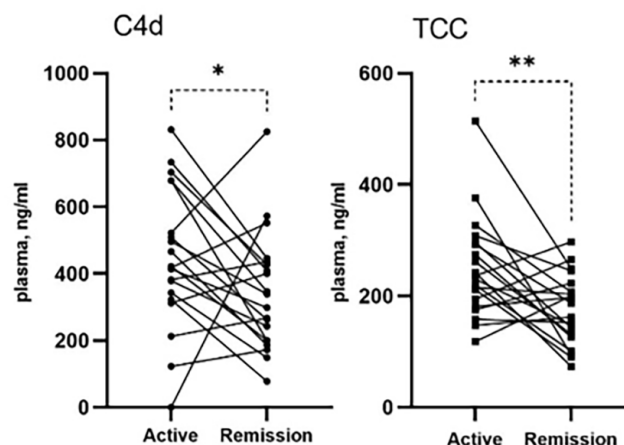 C4d
*
1000
800
600
400
200
0
plasma, ng/ml
Active Remission
TCC
**
600
400
200
0
plasma, ng/ml
Active Remission